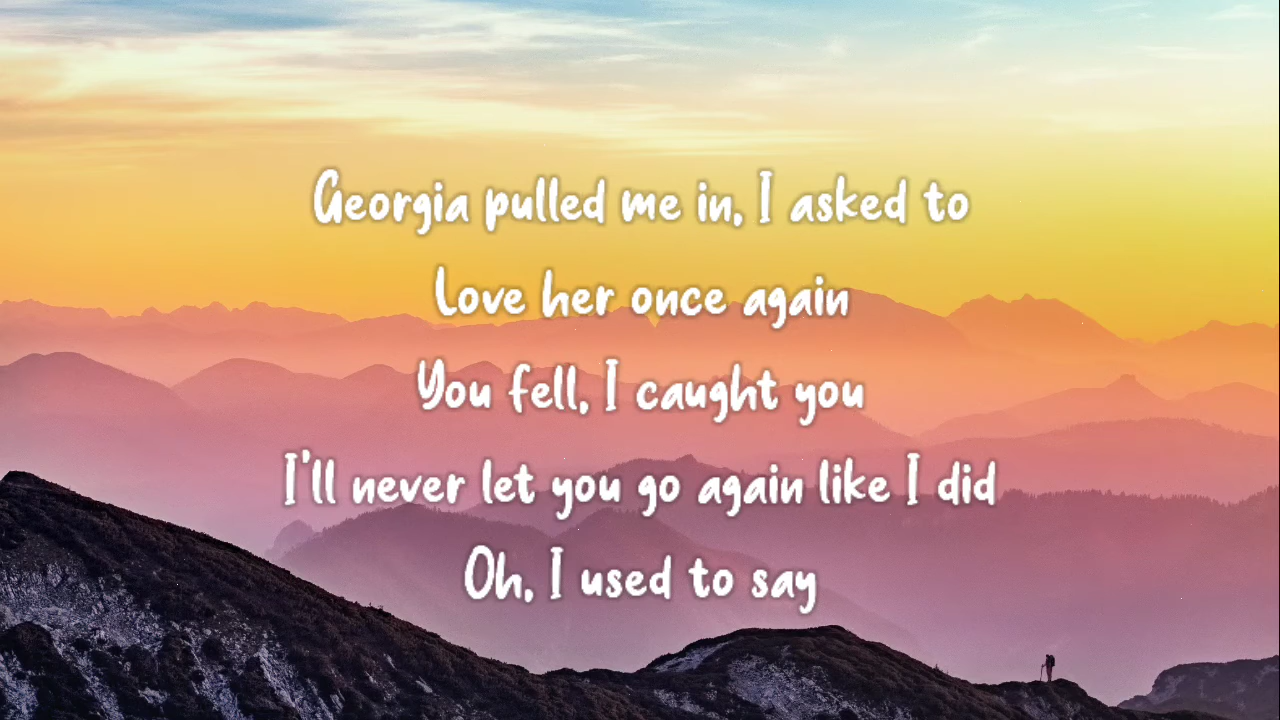 Georgia pulled me in, I asked to
Love her once again
You fell, I caught you
I'll never let you go again like I did
Oh, I used to say